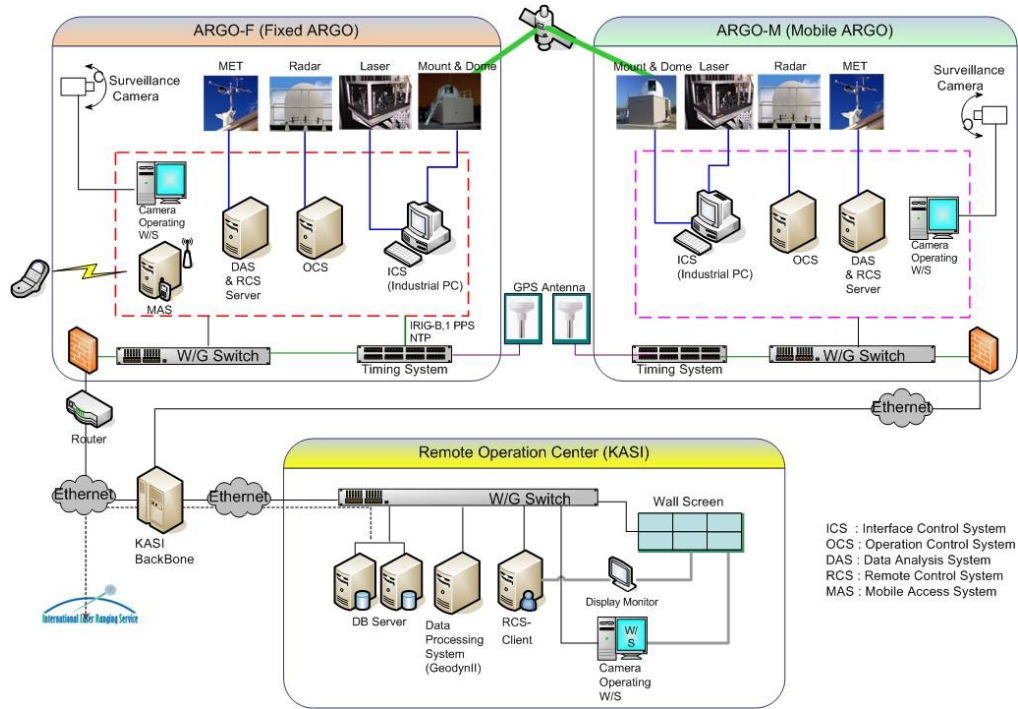 ARGO-F (Fixed ARGO)
Surveillance
Camera
MET
Radar
Laser
Mount & Dome
Camera
Operating
W/S
MAS
DAS
& RCS
Server
OCS
ICS
(Industrial PC)
IRIG-B,1 PPS
NTP
W/G Switch
Timing System
GPS Antenna
ARGO-M (Mobile ARGO)
Mount & Dome
Laser
Radar
MET
Surveillance
Camera
ICS
(Industrial PC)
OCS
DAS
& RCS
Server
Camera
Operating
W/S
Timing System
W/G Switch
Router
Ethernet
Ethernet
KASI
BackBone
Ethernet
International Laser Ranging Service
Remote Operation Center (KASI)
W/G Switch
Wall Screen
DB Server
Data
Processing
System
(GeodynII)
RCS-
Client
Display Monitor
W/
S
Camera
Operating
W/S
ICS : Interface Control System
OCS : Operation Control System
DAS : Data Analysis System
RCS : Remote Control System
MAS : Mobile Access System